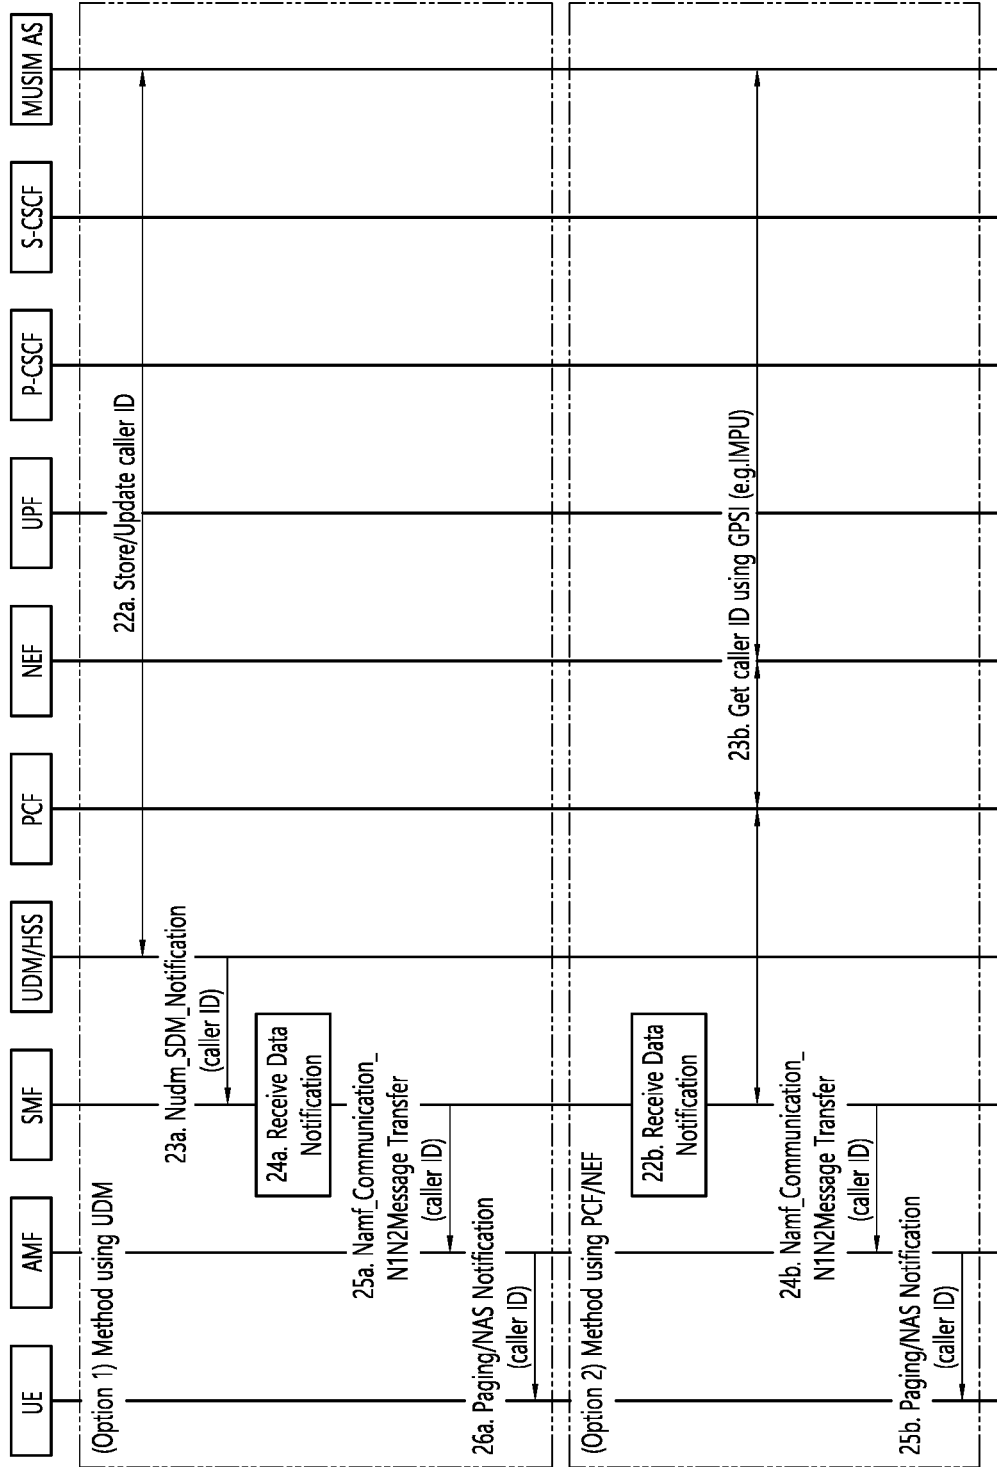 UE
AMF
SMF
UDM/HSS
PCF
NEF
UPF
P-CSCF
S-CSCF
MUSIM AS
(Option 1) Method using UDM
22a. Store/Update caller ID
23a. Nudm_SDM_Notification
(caller ID)
24a. Receive Data
Notification
25a. Namf_Communication_
N1N2Message Transfer
(caller ID)
26a. Paging/NAS Notification
(caller ID)
(Option 2) Method using PCF/NEF
22b. Receive Data
Notification
23b. Get caller ID using GPSI (e.g.IMPU)
24b. Namf_Communication_
N1N2Message Transfer
(caller ID)
25b. Paging/NAS Notification
(caller ID)